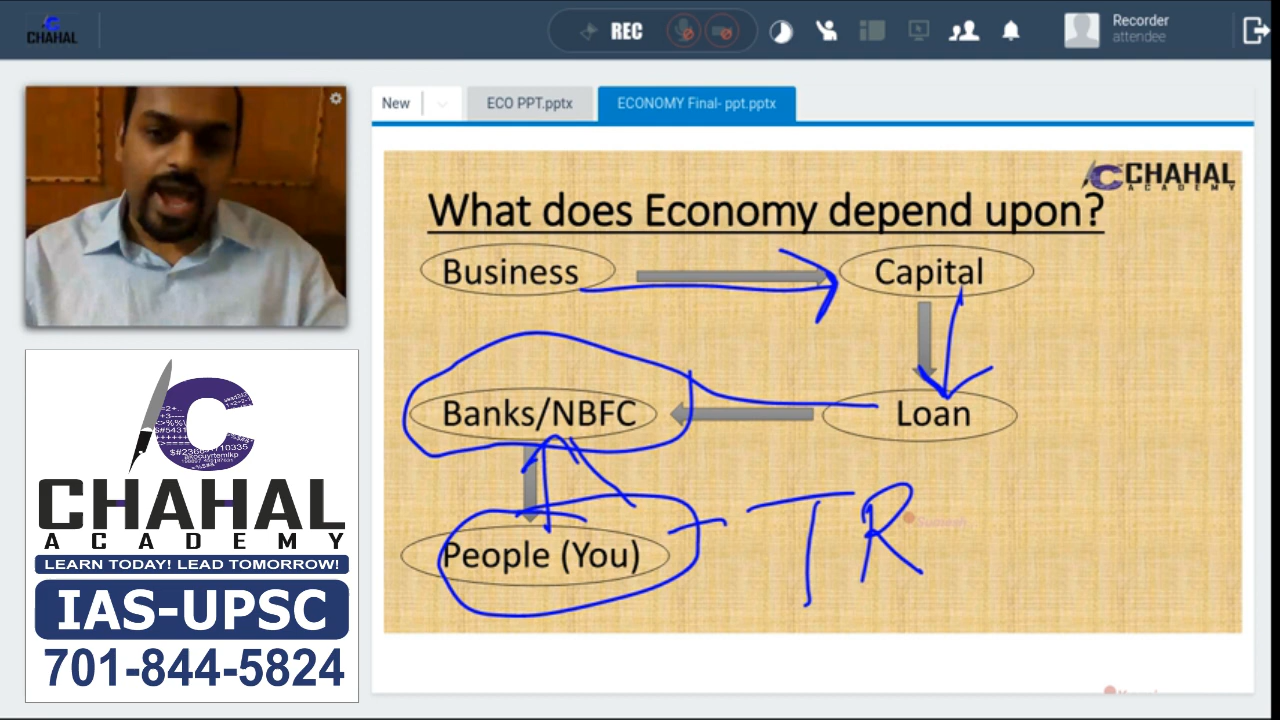 CHAHAL
REC
Recorder
attendee
New
ECO PPT.pptx
ECONOMY Final- ppt.pptx
CHAHAL
ACADEMY
What does Economy depend upon?
Business
Capital
Banks/NBFC
Loan
People (You)
TR
CHAHAL
ACADEMY
LEARN TODAY! LEAD TOMORROW!
IAS-UPSC
701-844-5824